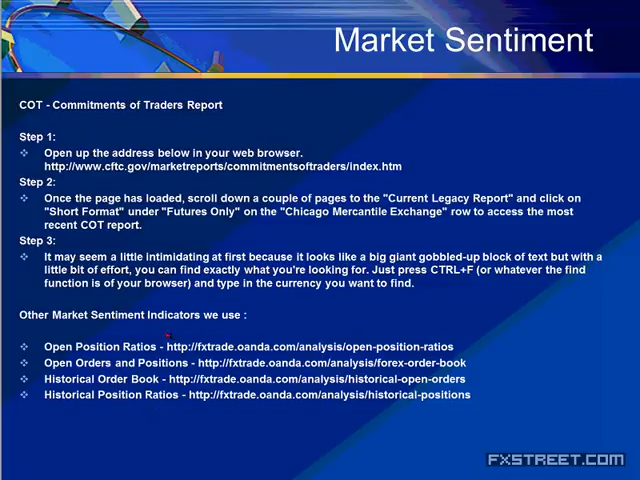 Market Sentiment
COT - Commitments of Traders Report
Step 1:
Open up the address below in your web browser.
http://www.cftc.gov/marketreports/commitmentsoftraders/index.htm
Step 2:
Once the page has loaded, scroll down a couple of pages to the "Current Legacy Report" and click on
"Short Format" under "Futures Only" on the "Chicago Mercantile Exchange" row to access the most
recent COT report.
Step 3:
It may seem a little intimidating at first because it looks like a big giant gobbled-up block of text but with a
little bit of effort, you can find exactly what you're looking for. Just press CTRL+F (or whatever the find
function is of your browser) and type in the currency you want to find.
Other Market Sentiment Indicators we use :
Open Position Ratios - http://fxtrade.oanda.com/analysis/open-position-ratios
Open Orders and Positions - http://fxtrade.oanda.com/analysis/forex-order-book
Historical Order Book - http://fxtrade.oanda.com/analysis/historical-open-orders
Historical Position Ratios - http://fxtrade.oanda.com/analysis/historical-positions
FXSTREET.COM